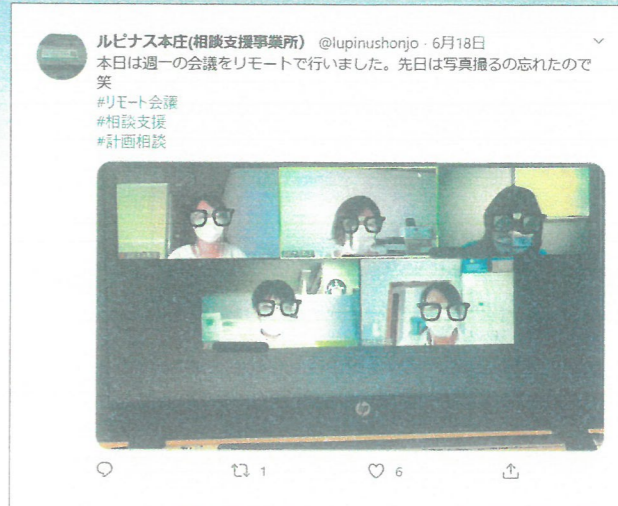 ルピナス本庄(相談支援事業所) @lupinushonjo · 6月18日
本日は週一の会議をリモートで行いました。先日は写真撮るの忘れたので
笑
#リモート会議
#相談支援
#計画相談
hp
1
6